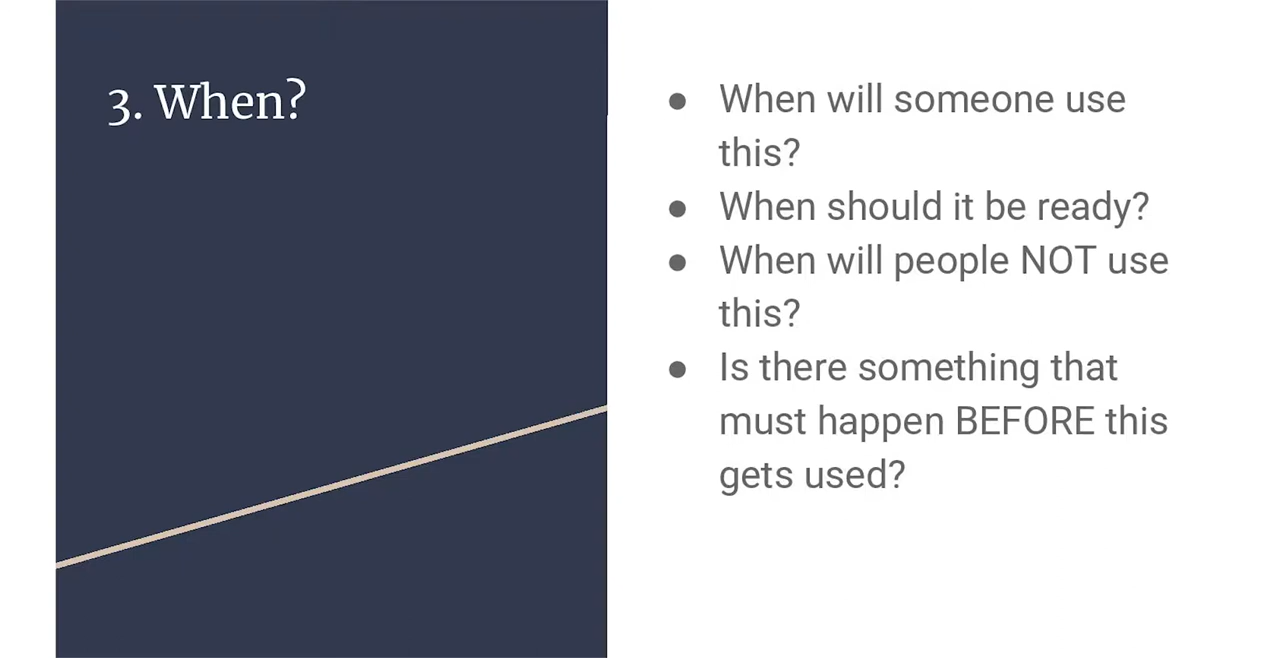 3. When?
● When will someone use
this?
● When should it be ready?
● When will people NOT use
this?
● Is there something that
must happen BEFORE this
gets used?